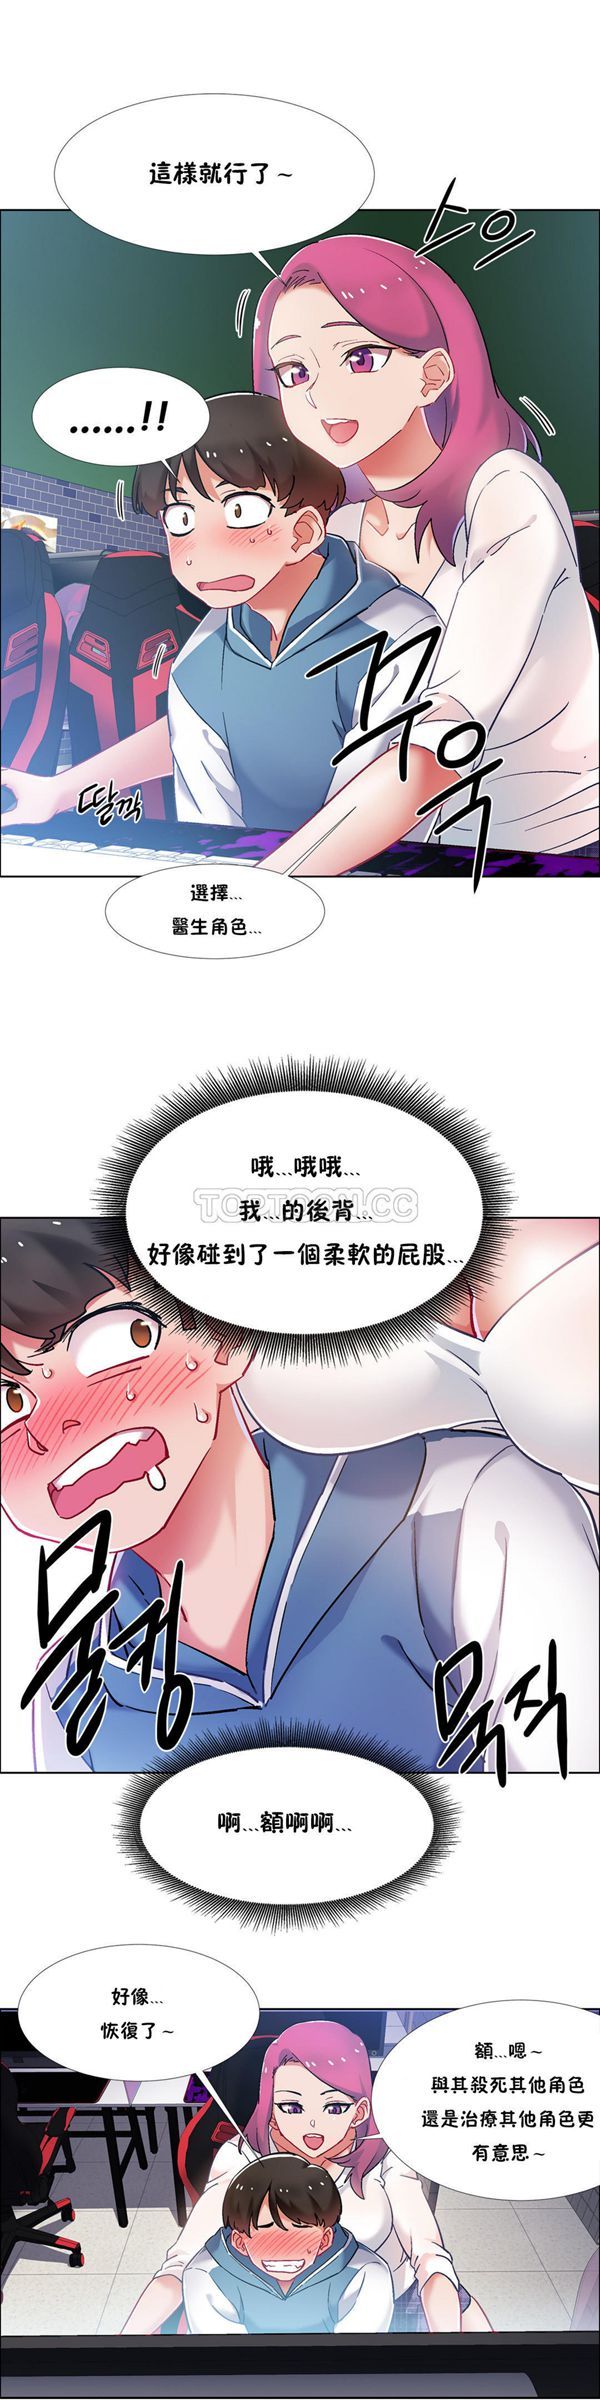 這樣就行了~
스으
......!!
꾸욱
딸깍
選擇...
醫生角色...
哦...哦哦...
TOPTOON.CC
我...的後背...
好像碰到了一個柔軟的屁股...
물컹
묵직
啊...額啊啊...
好像...
恢復了~
額...嗯~
與其殺死其他角色
還是治療其他角色更
有意思~